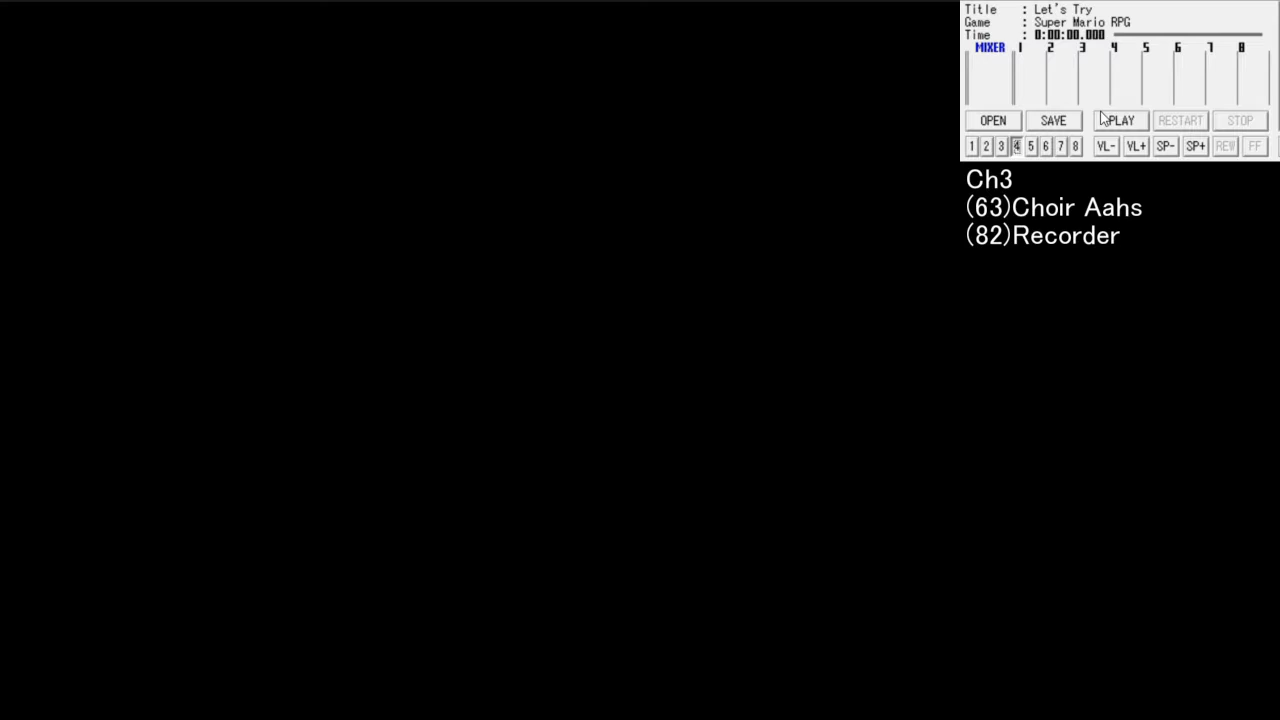 Title : Let's Try
Game : Super Mario RPG
Time : 0:00:00.000
MIXER 1 2 3 4 5 6 7 8
OPEN SAVE PLAY RESTART STOP
1 2 3 4 5 6 7 8 VL- VL+ SP- SP+ REW FF
Ch3
(63)Choir Aahs
(82)Recorder